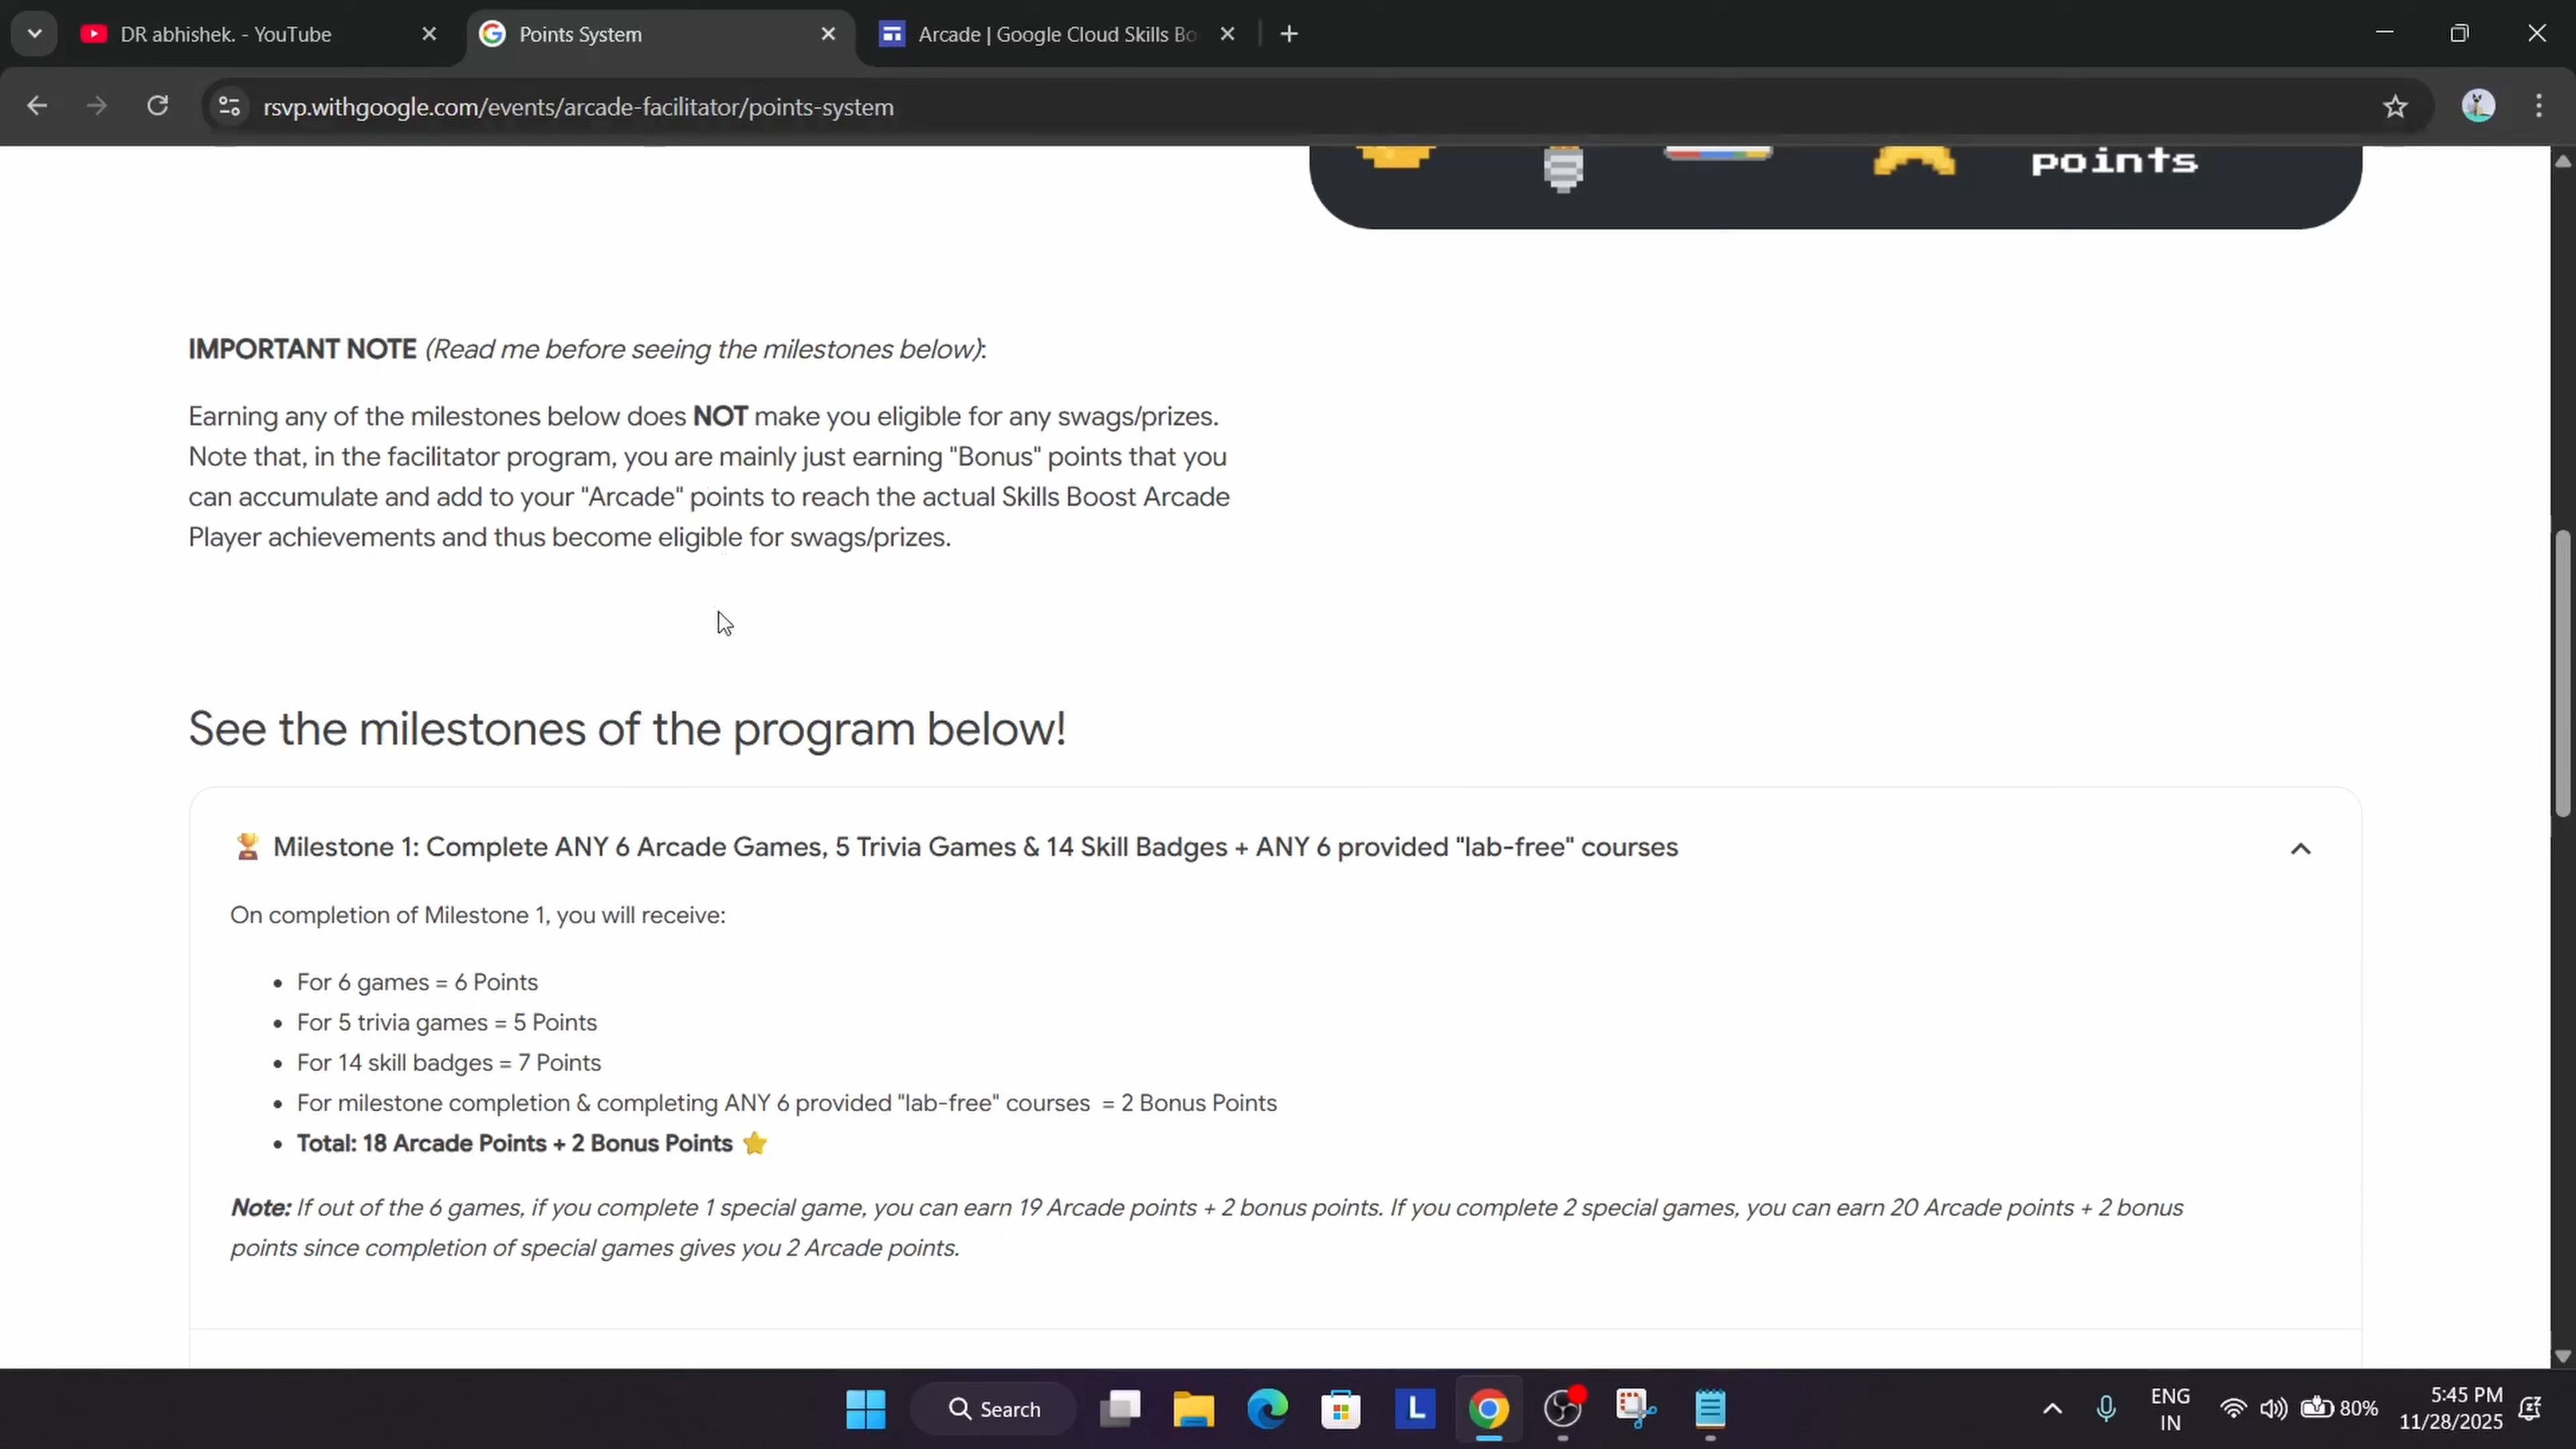 DR abhishek. - YouTube
Points System
Arcade | Google Cloud Skills Bo
rsvp.withgoogle.com/events/arcade-facilitator/points-system
points
IMPORTANT NOTE (Read me before seeing the milestones below):
Earning any of the milestones below does NOT make you eligible for any swags/prizes.
Note that, in the facilitator program, you are mainly just earning "Bonus" points that you
can accumulate and add to your "Arcade" points to reach the actual Skills Boost Arcade
Player achievements and thus become eligible for swags/prizes.
See the milestones of the program below!
Milestone 1: Complete ANY 6 Arcade Games, 5 Trivia Games & 14 Skill Badges + ANY 6 provided "lab-free" courses
On completion of Milestone 1, you will receive:
• For 6 games = 6 Points
• For 5 trivia games = 5 Points
• For 14 skill badges = 7 Points
• For milestone completion & completing ANY 6 provided "lab-free" courses = 2 Bonus Points
• Total: 18 Arcade Points + 2 Bonus Points
Note: If out of the 6 games, if you complete 1 special game, you can earn 19 Arcade points + 2 bonus points. If you complete 2 special games, you can earn 20 Arcade points + 2 bonus
points since completion of special games gives you 2 Arcade points.
Search
L
ENG
IN
80%
5:45 PM
11/28/2025